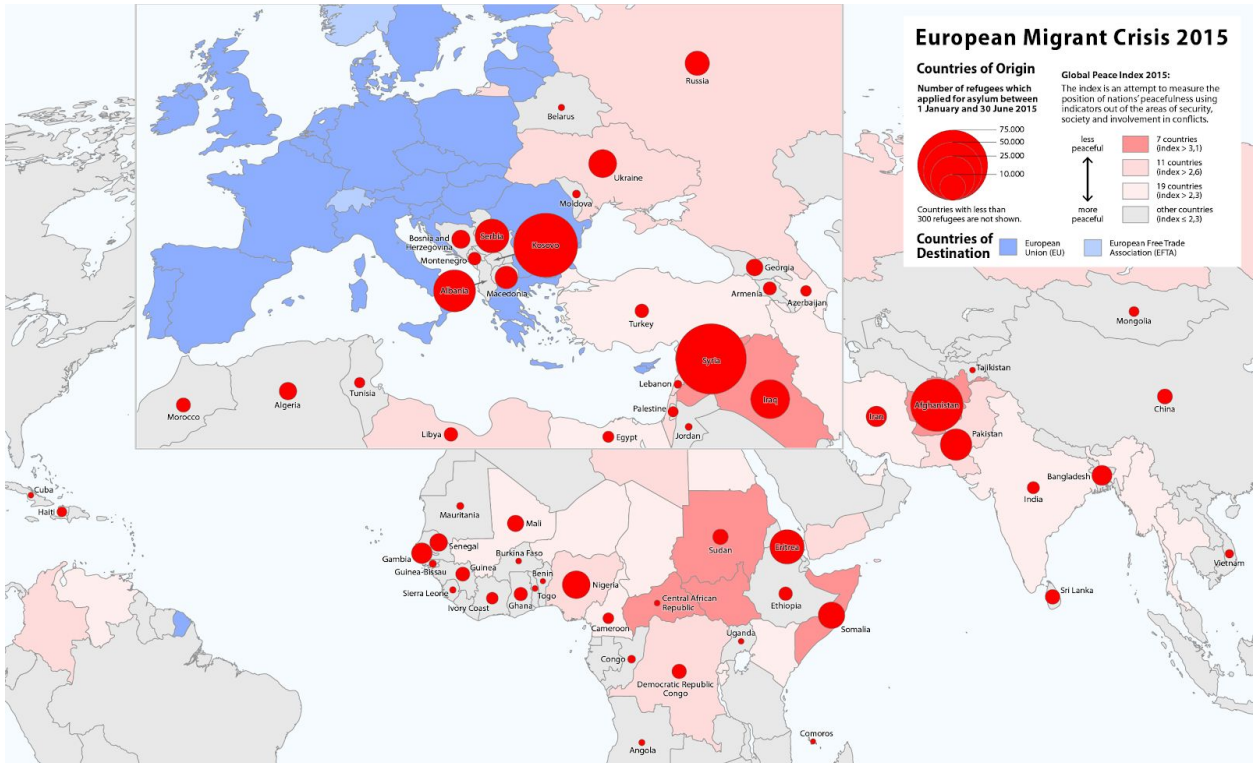 European Migrant Crisis 2015
Countries of Origin
Number of refugees which
applied for asylum between
1 January and 30 June 2015
75.000
50.000
25.000
10.000
Countries with less than
300 refugees are not shown.
Global Peace Index 2015:
The index is an attempt to measure the
position of nations' peacefulness using
indicators out of the areas of security,
society and involvement in conflicts.
less
peaceful
more
peaceful
7 countries
(index > 3,1)
11 countries
(index > 2,6)
19 countries
(index > 2,3)
other countries
(index ≤ 2,3)
Countries of
Destination
European
Union (EU)
European Free Trade
Association (EFTA)
Russia
Belarus
Ukraine
Moldova
Bosnia and
Herzegovina
Serbia
Kosovo
Montenegro
Albania
Macedonia
Georgia
Armenia
Azerbaijan
Turkey
Syria
Lebanon
Iraq
Palestine
Jordan
Morocco
Algeria
Tunisia
Libya
Egypt
Mongolia
Tajikistan
China
Iran
Afghanistan
Pakistan
Bangladesh
India
Vietnam
Sri Lanka
Cuba
Haiti
Mauritania
Mali
Senegal
Gambia
Guinea-Bissau
Guinea
Burkina Faso
Benin
Sierra Leone
Ivory Coast
Ghana
Togo
Nigeria
Cameroon
Sudan
Eritrea
Central African
Republic
Ethiopia
Somalia
Uganda
Congo
Democratic Republic
Congo
Angola
Comoros